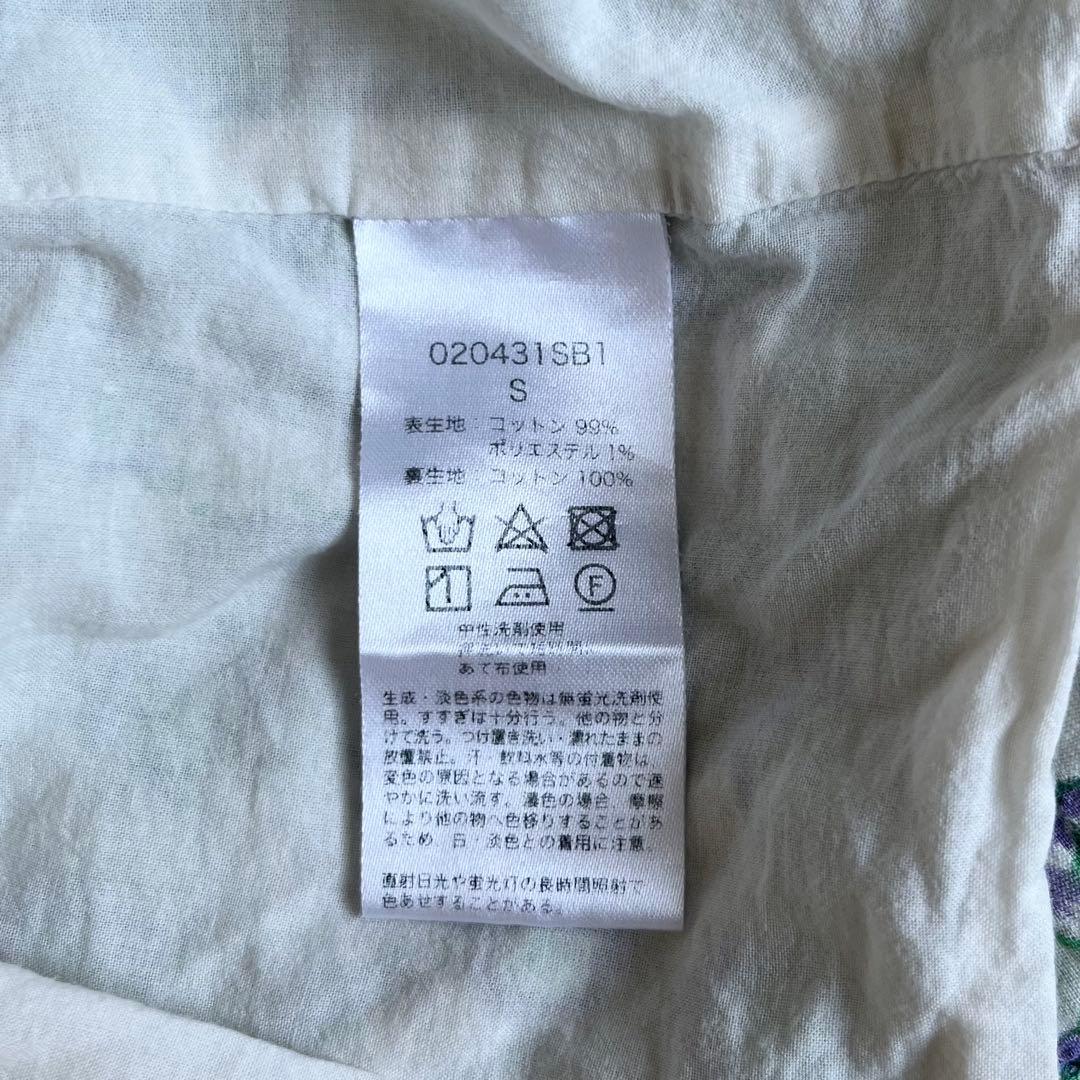 020431SB1
S
表生地：コットン 99%
ポリエステル 1%
裏生地：コットン 100%
F
中性洗剤使用
あて布使用
生成・淡色系の色物は無蛍光洗剤使
用。すすぎは十分行う。他の物と分
けて洗う。つけ置き洗い・濡れたままの
放置禁止。汗・飲料水等の付着物は、
変色の原因となる場合があるので速
やかに洗い流す。濃色の場合、摩擦
により他の物へ色移りすることがあ
るため、白・淡色との着用に注意。
直射日光や蛍光灯の長時間照射で
色あせすることがある。